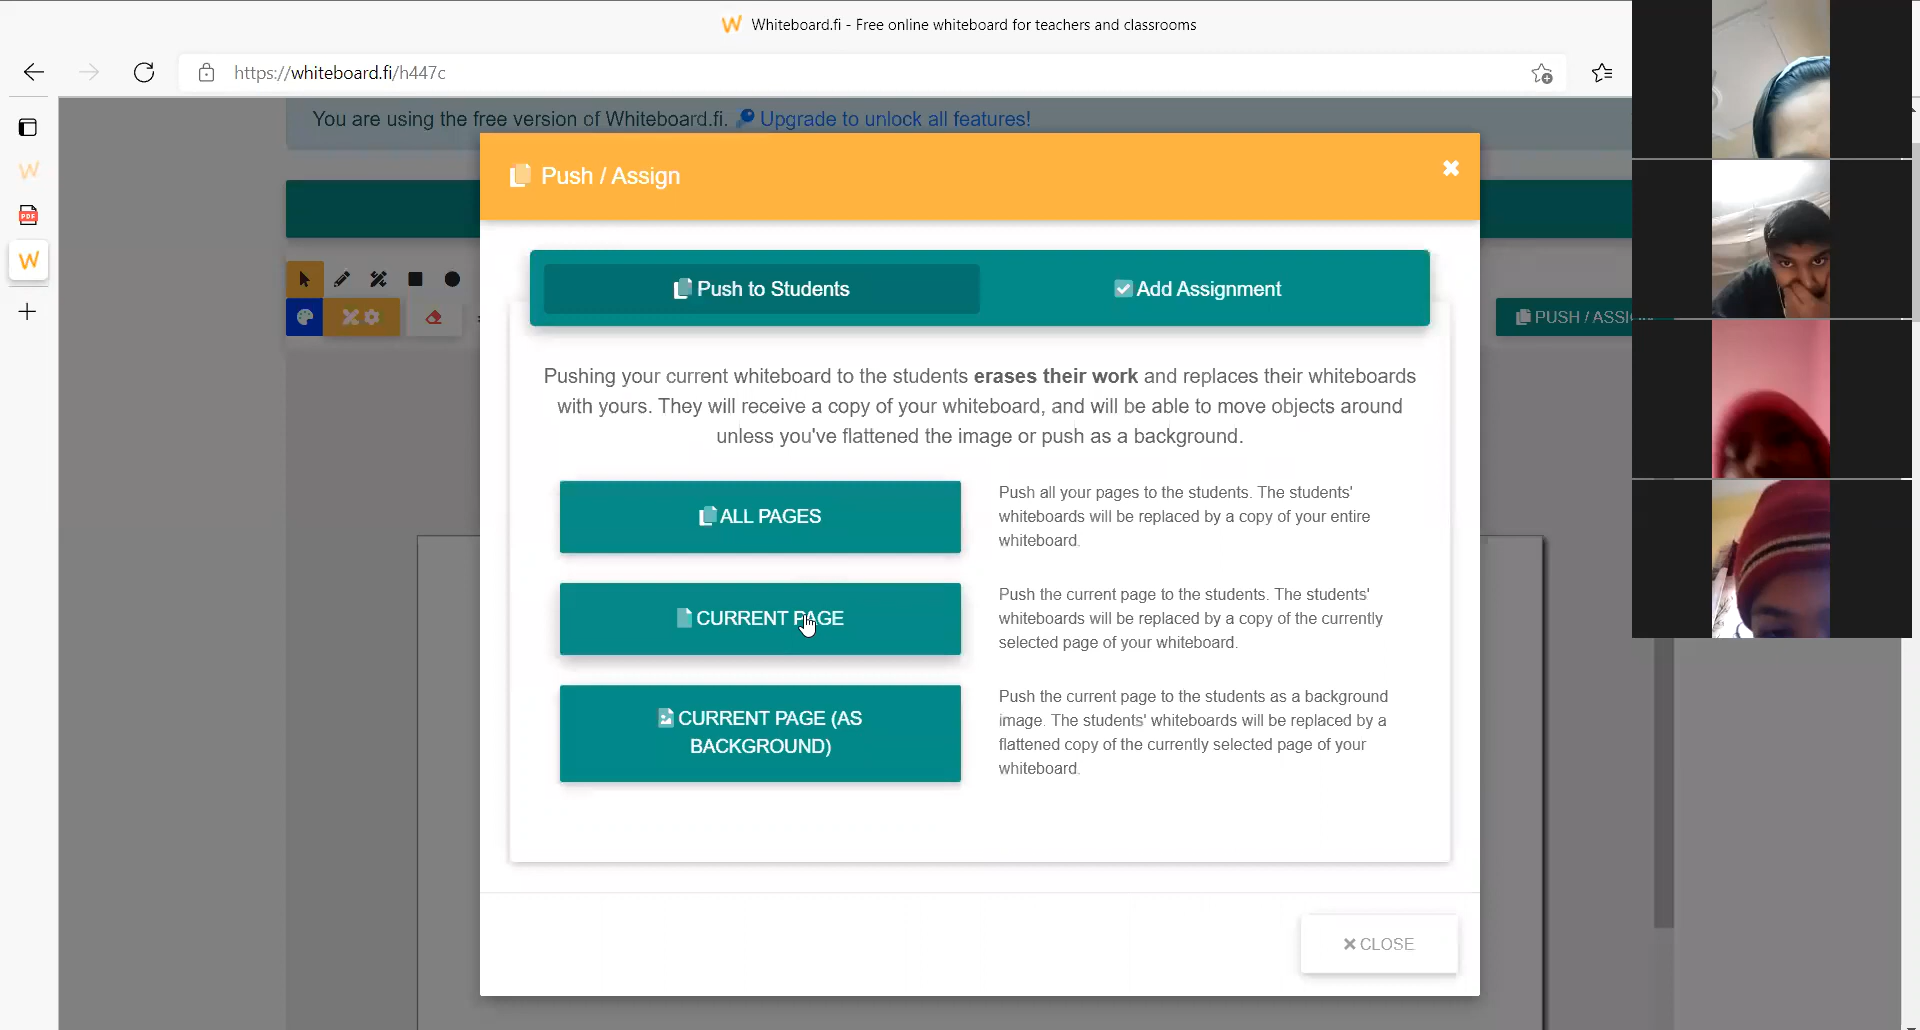 Whiteboard.fi - Free online whiteboard for teachers and classrooms
https://whiteboard.fi/h447c
You are using the free version of Whiteboard.fi. Upgrade to unlock all features!
Push / Assign
Push to Students
Add Assignment
PDF
PUSH / ASSIGN
Pushing your current whiteboard to the students erases their work and replaces their whiteboards
with yours. They will receive a copy of your whiteboard, and will be able to move objects around
unless you've flattened the image or push as a background.
ALL PAGES
Push all your pages to the students. The students'
whiteboards will be replaced by a copy of your entire
whiteboard.
CURRENT PAGE
Push the current page to the students. The students'
whiteboards will be replaced by a copy of the currently
selected page of your whiteboard.
CURRENT PAGE (AS
BACKGROUND)
Push the current page to the students as a background
image. The students' whiteboards will be replaced by a
flattened copy of the currently selected page of your
whiteboard.
CLOSE